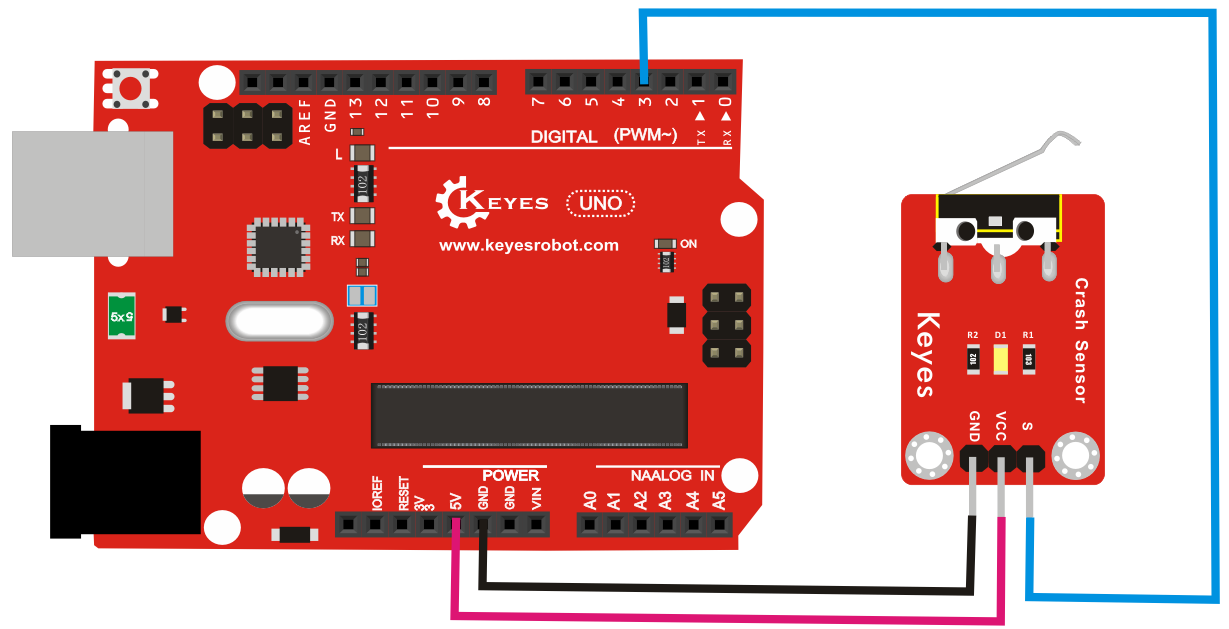 AREF
GND
13
12
11
10
9
8
7
6
5
4
3
2
TX ▶ 1
RX ▶ 0
DIGITAL (PWM~)
L
102
TX
RX
KEYES UNO
www.keyesrobot.com
ON
102
5x9
102
POWER
NAALOG IN
IOREF
RESET
3V3
5V
GND
GND
VIN
A0
A1
A2
A3
A4
A5
Crash Sensor
Keyes
R2
D1
R1
102
103
GND
VCC
S